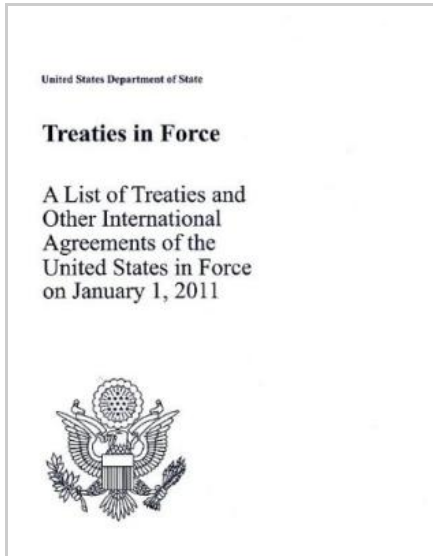 United States Department of State
Treaties in Force
A List of Treaties and
Other International
Agreements of the
United States in Force
on January 1, 2011